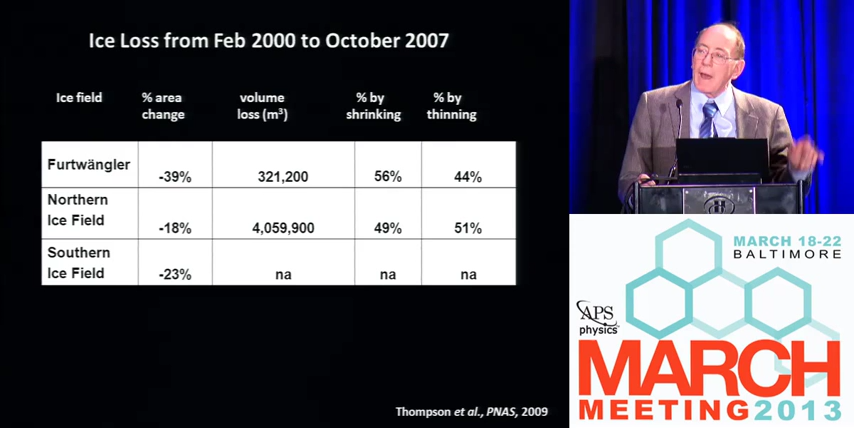 Ice Loss from Feb 2000 to October 2007
Ice field % area change volume loss (m³) % by shrinking % by thinning
Furtwängler -39% 321,200 56% 44%
Northern Ice Field -18% 4,059,900 49% 51%
Southern Ice Field -23% na na na
Thompson et al., PNAS, 2009
MARCH 18-22
BALTIMORE
APS
physics
MARCH
MEETING2013